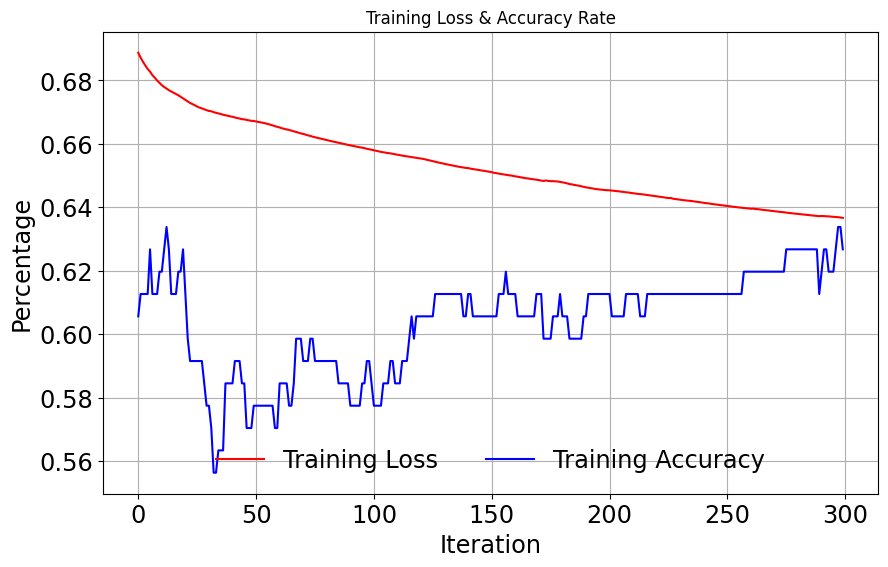 Training Loss & Accuracy Rate
Percentage
0.68
0.66
0.64
0.62
0.60
0.58
0.56
Training Loss Training Accuracy
0 50 100 150 200 250 300
Iteration